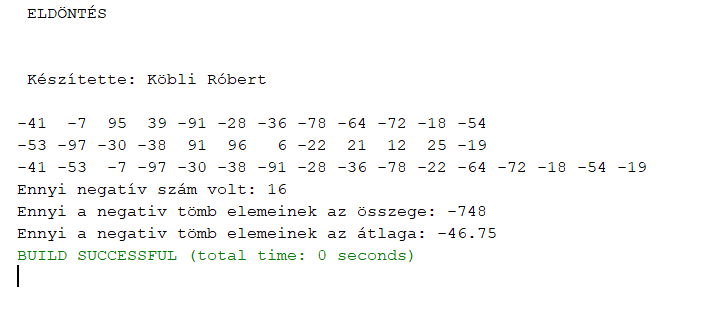 ELDÖNTÉS
Készítette: Köbli Róbert
-41  -7  95  39 -91 -28 -36 -78 -64 -72 -18 -54
-53 -97 -30 -38  91  96   6 -22  21  12  25 -19
-41 -53  -7 -97 -30 -38 -91 -28 -36 -78 -22 -64 -72 -18 -54 -19
Ennyi negatív szám volt: 16
Ennyi a negativ tömb elemeinek az összege: -748
Ennyi a negativ tömb elemeinek az átlaga: -46.75
BUILD SUCCESSFUL (total time: 0 seconds)